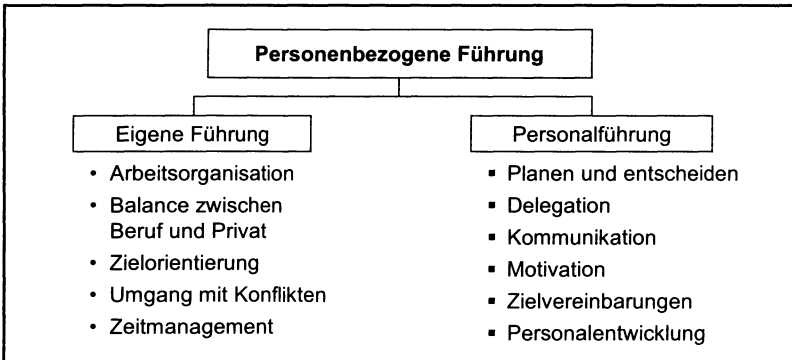 Personenbezogene Führung
Eigene Führung
• Arbeitsorganisation
• Balance zwischen
Beruf und Privat
• Zielorientierung
• Umgang mit Konflikten
• Zeitmanagement
Personalführung
▪ Planen und entscheiden
▪ Delegation
▪ Kommunikation
▪ Motivation
▪ Zielvereinbarungen
▪ Personalentwicklung